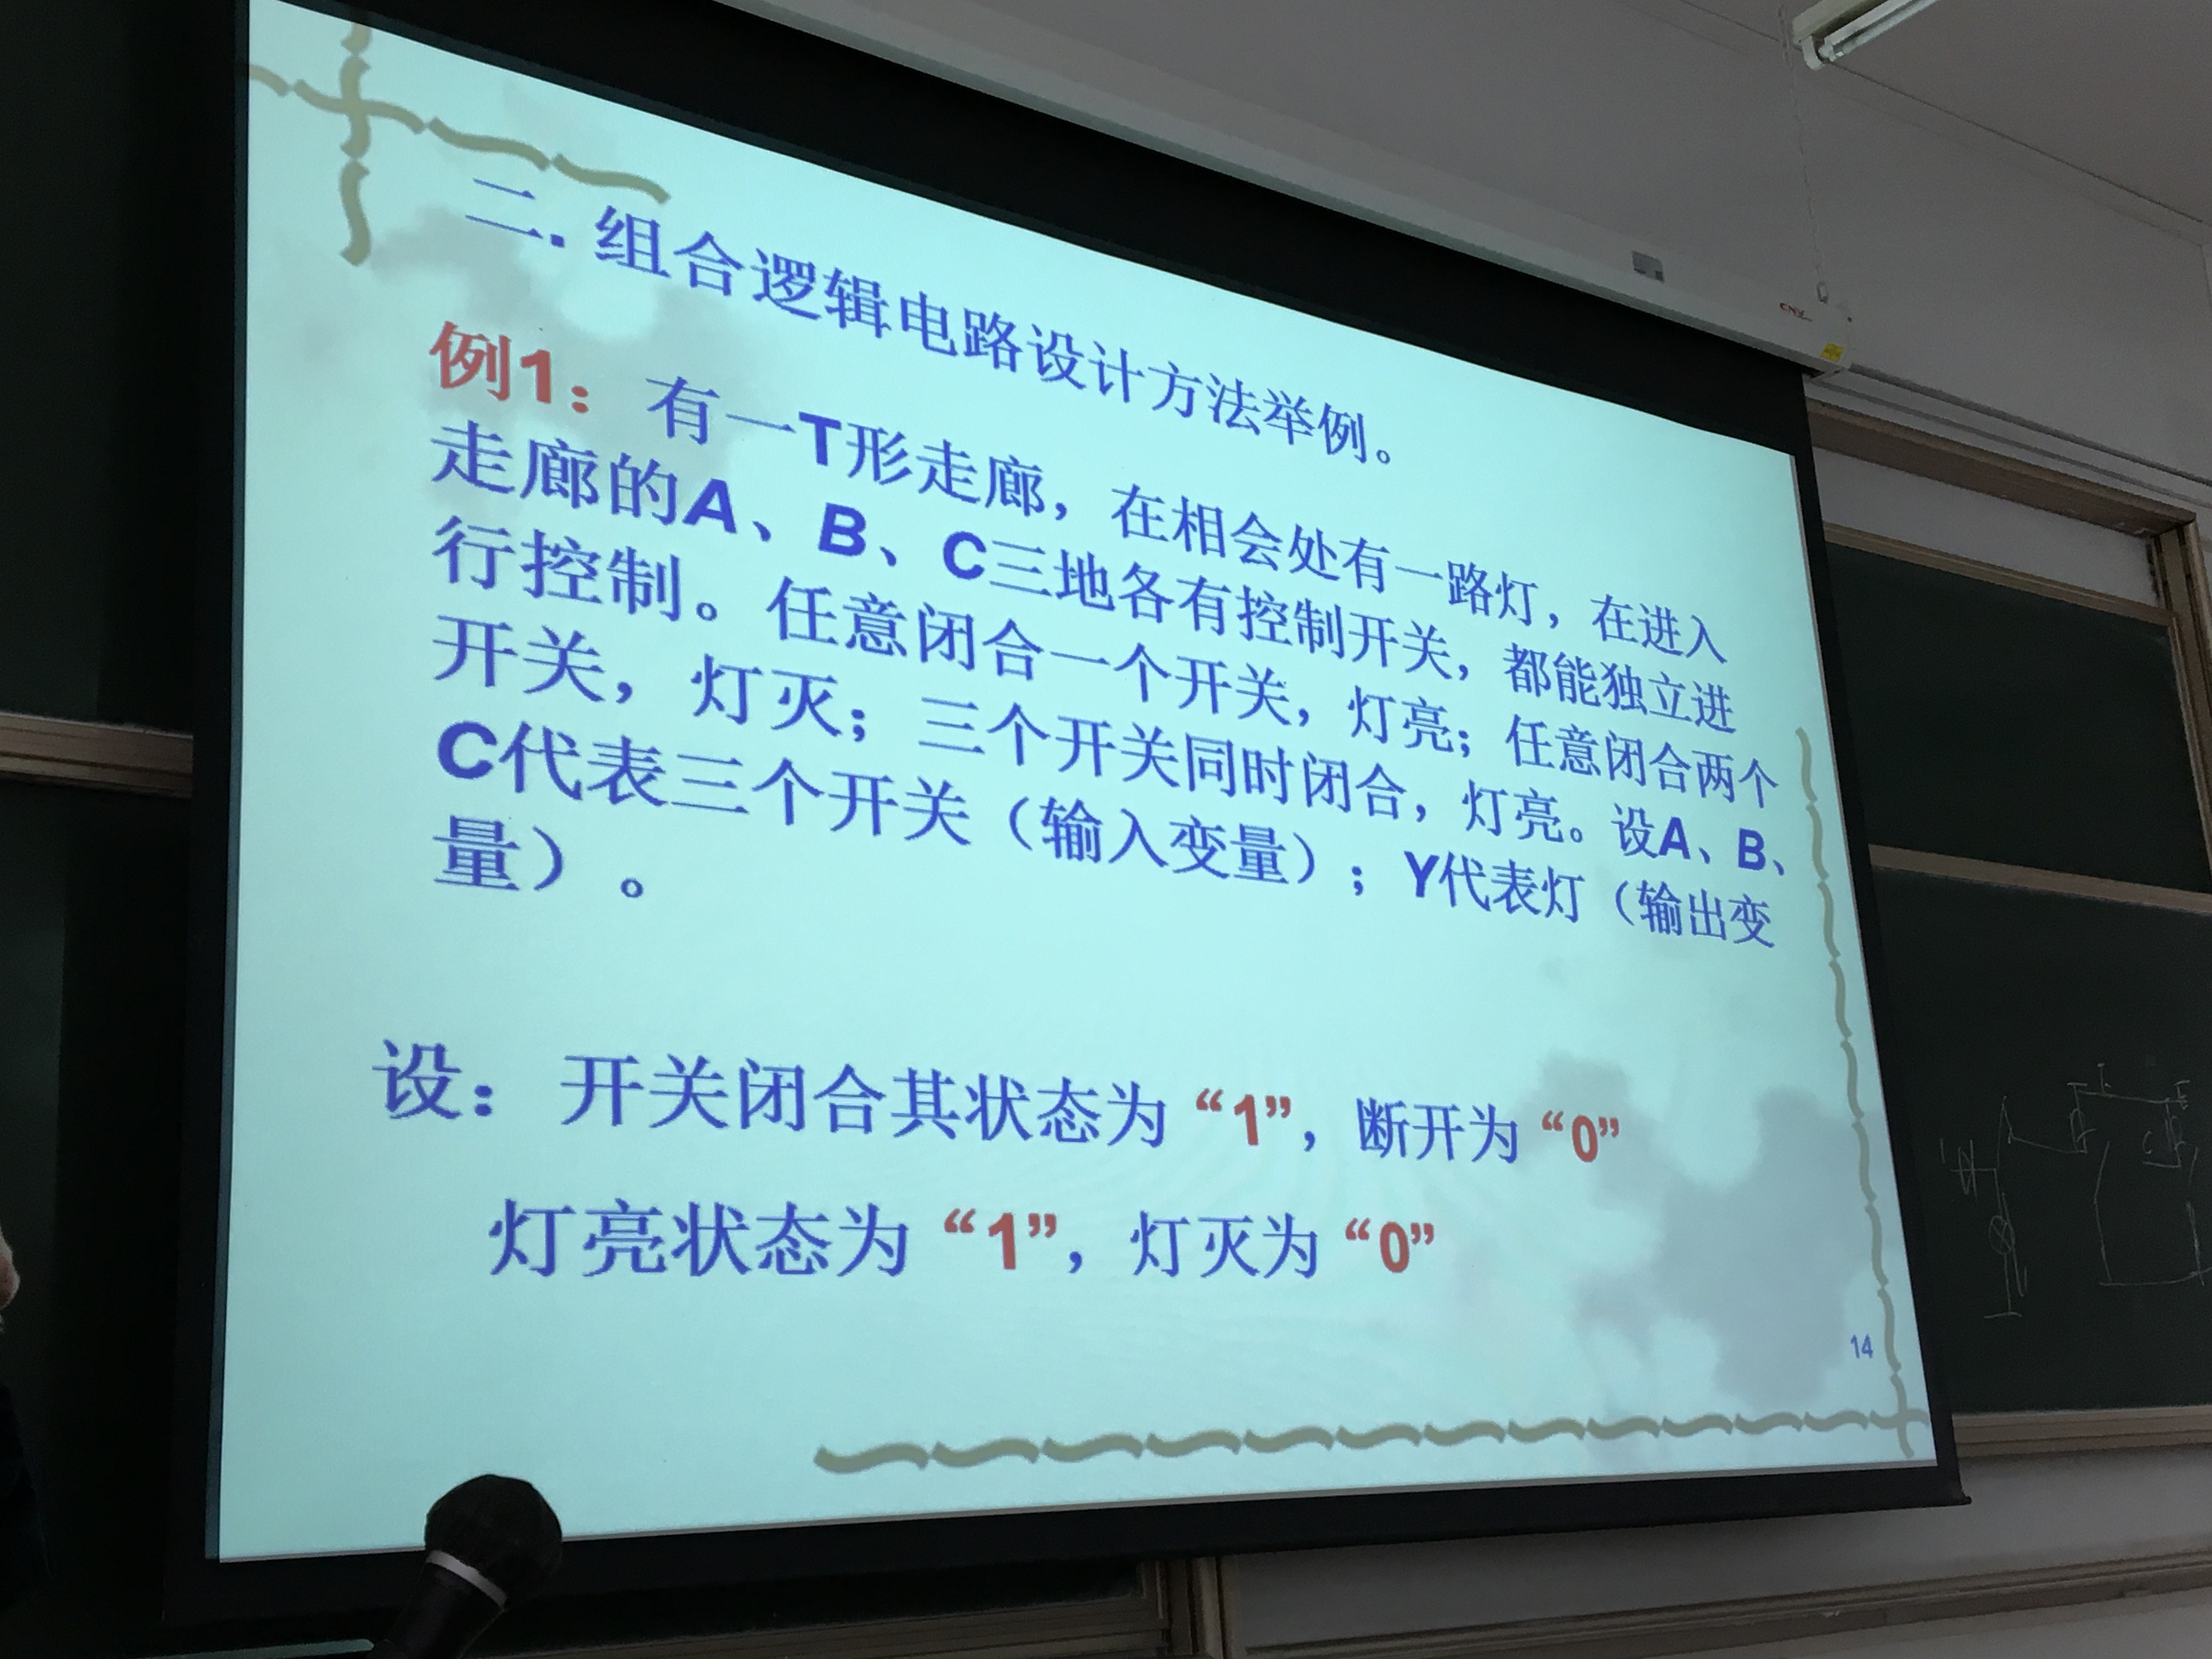 二. 组合逻辑电路设计方法举例。
例1： 有一T形走廊，在相会处有一路灯，在进入
走廊的A、B、C三地各有控制开关，都能独立进
行控制。任意闭合一个开关，灯亮；任意闭合两个
开关，灯灭；三个开关同时闭合，灯亮。设A、B、
C代表三个开关（输入变量）；Y代表灯（输出变
量）。
设： 开关闭合其状态为“1”，断开为“0”
灯亮状态为“1”，灯灭为“0”
14